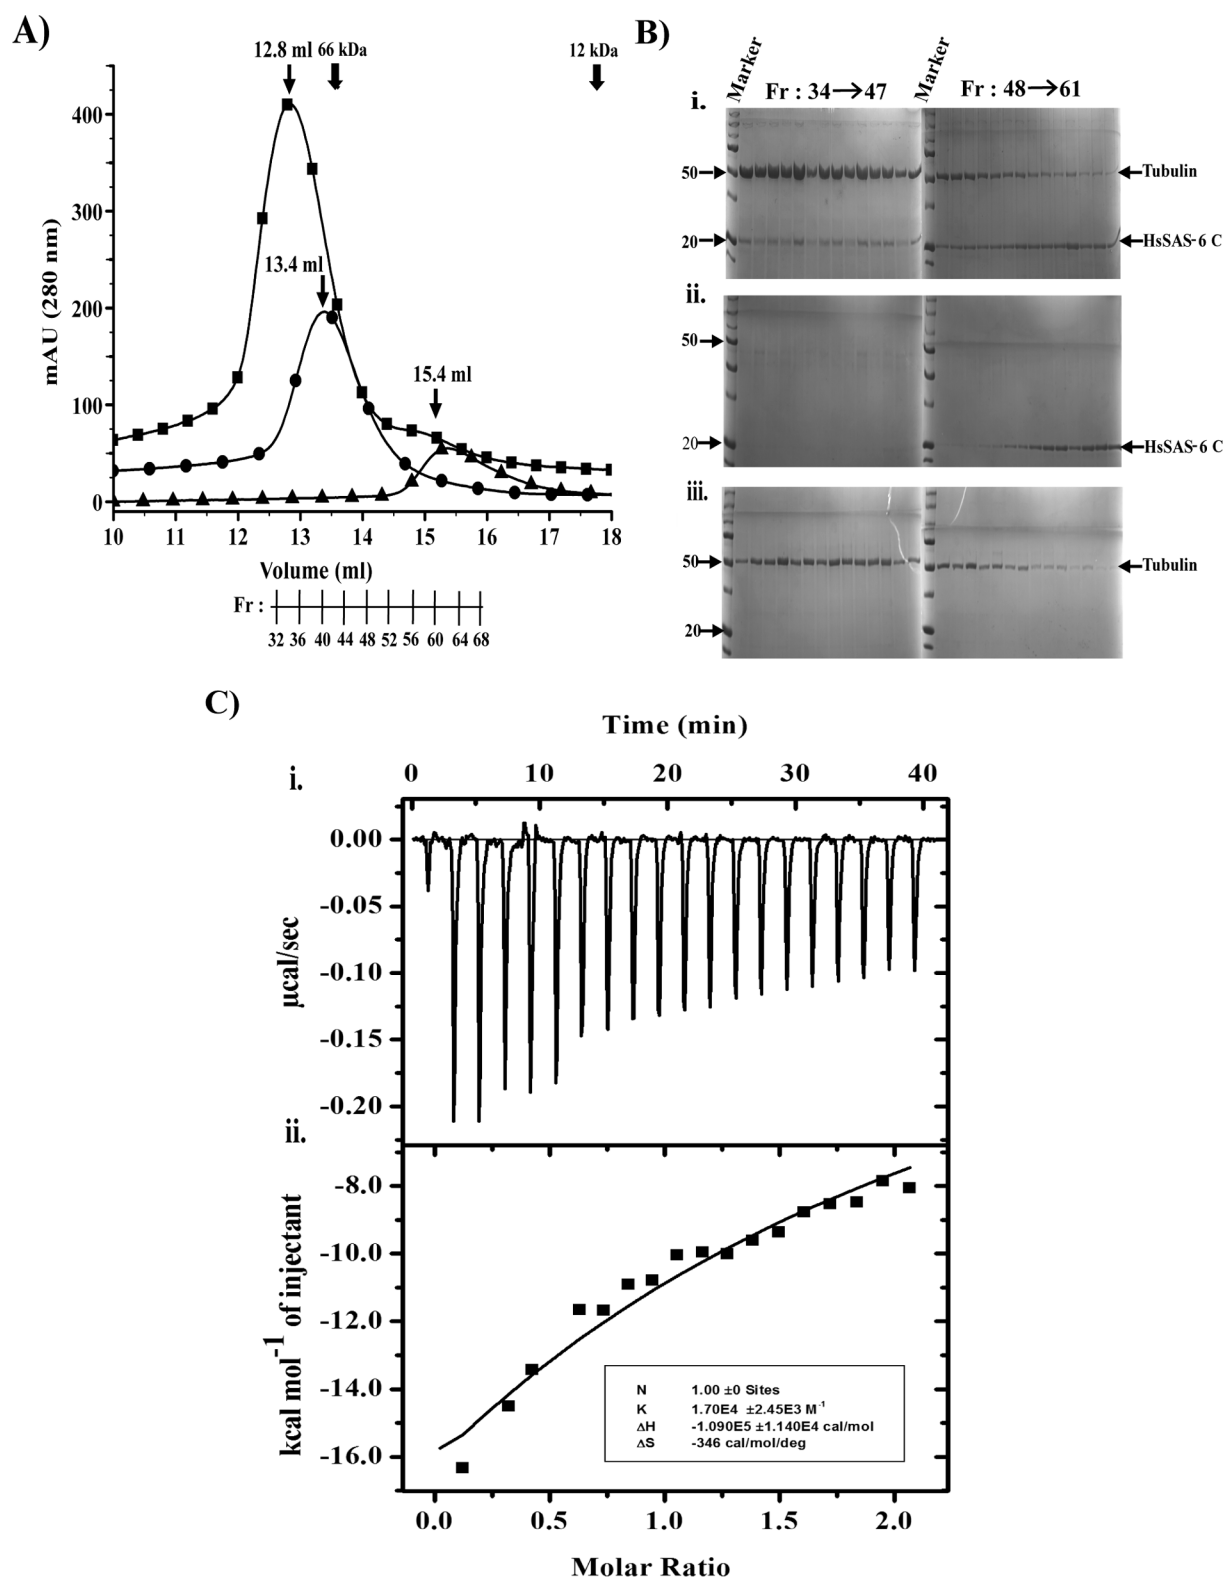 A)
12.8 ml
66 kDa
12 kDa
13.4 ml
15.4 ml
mAU (280 nm)
400
300
200
100
0
10 11 12 13 14 15 16 17 18
Volume (ml)
Fr :
32 36 40 44 48 52 56 60 64 68
B)
Marker
Fr : 34→47
Marker
Fr : 48→61
i.
50
Tubulin
20
HsSAS-6 C
ii.
50
20
HsSAS-6 C
iii.
50
Tubulin
20
C)
Time (min)
i.
0 10 20 30 40
0.00
-0.05
-0.10
-0.15
-0.20
µcal/sec
ii.
-8.0
-10.0
-12.0
-14.0
-16.0
kcal mol⁻¹ of injectant
N 1.00 ±0 Sites
K 1.70E4 ±2.45E3 M⁻¹
ΔH -1.090E5 ±1.140E4 cal/mol
ΔS -346 cal/mol/deg
0.0 0.5 1.0 1.5 2.0
Molar Ratio